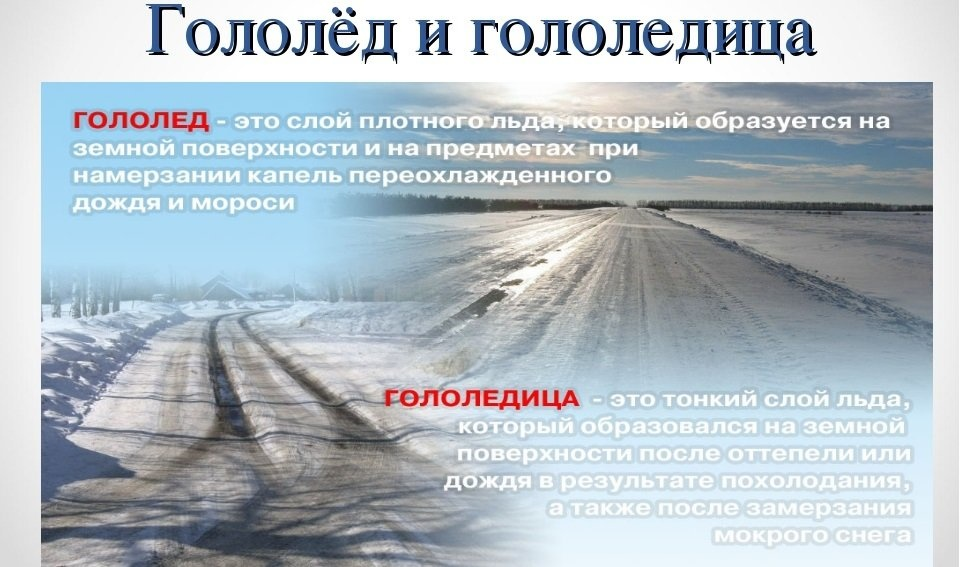 Гололёд и гололедица
ГОЛОЛЕД - это слой плотного льда, который образуется на
земной поверхности и на предметах при
намерзании капель переохлажденного
дождя и мороси
ГОЛОЛЕДИЦА - это тонкий слой льда,
который образовался на земной
поверхности после оттепели или
дождя в результате похолодания,
а также после замерзания
мокрого снега